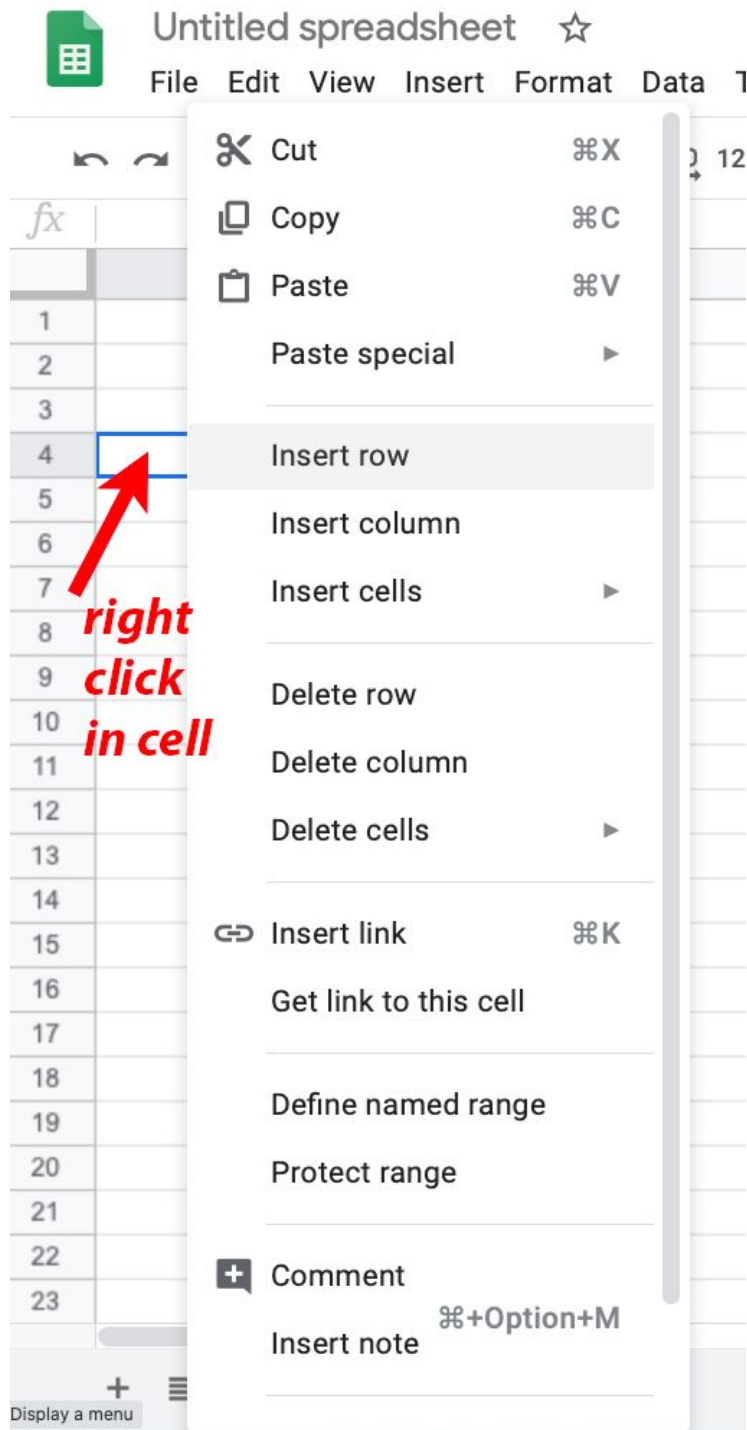 Untitled spreadsheet
File Edit View Insert Format Data
12
fx
Cut ⌘X
Copy ⌘C
Paste ⌘V
Paste special
Insert row
Insert column
Insert cells
Delete row
Delete column
Delete cells
Insert link ⌘K
Get link to this cell
Define named range
Protect range
Comment
⌘+Option+M
Insert note
1
2
3
4
5
6
7
8
9
10
11
12
13
14
15
16
17
18
19
20
21
22
23
right
click
in cell
+
Display a menu